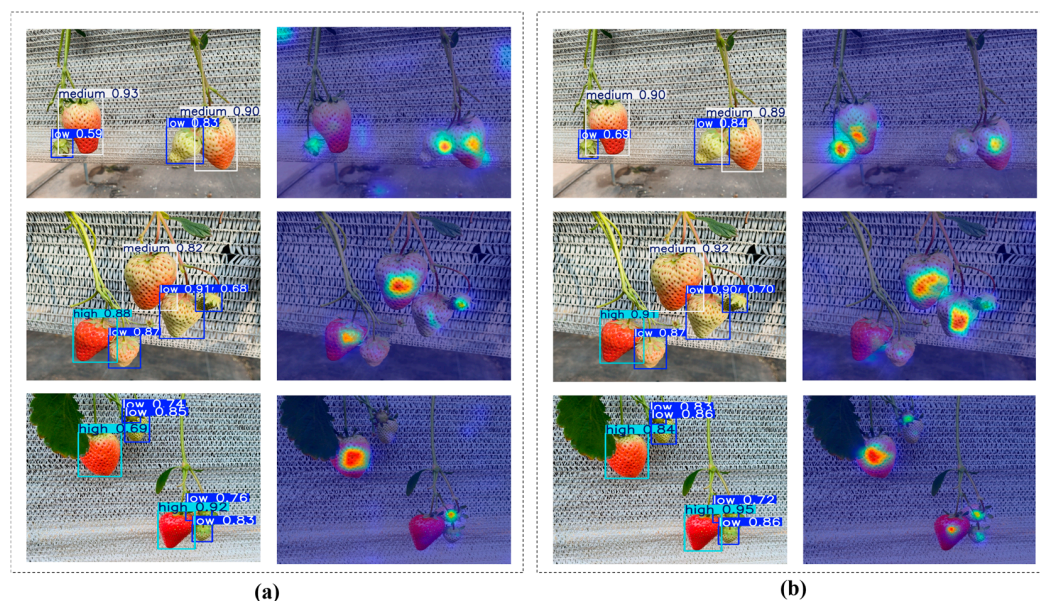 medium 0.93
medium 0.90
low 0.83
low 0.59
medium 0.90
medium 0.89
low 0.84
low 0.69
medium 0.82
low 0.91
0.68
high 0.88
low 0.87
medium 0.92
low 0.90
0.70
high 0.91
low 0.87
low 0.74
low 0.85
high 0.69
low 0.76
high 0.92
low 0.83
low 0.83
low 0.86
high 0.84
low 0.72
high 0.95
low 0.86
(a)
(b)